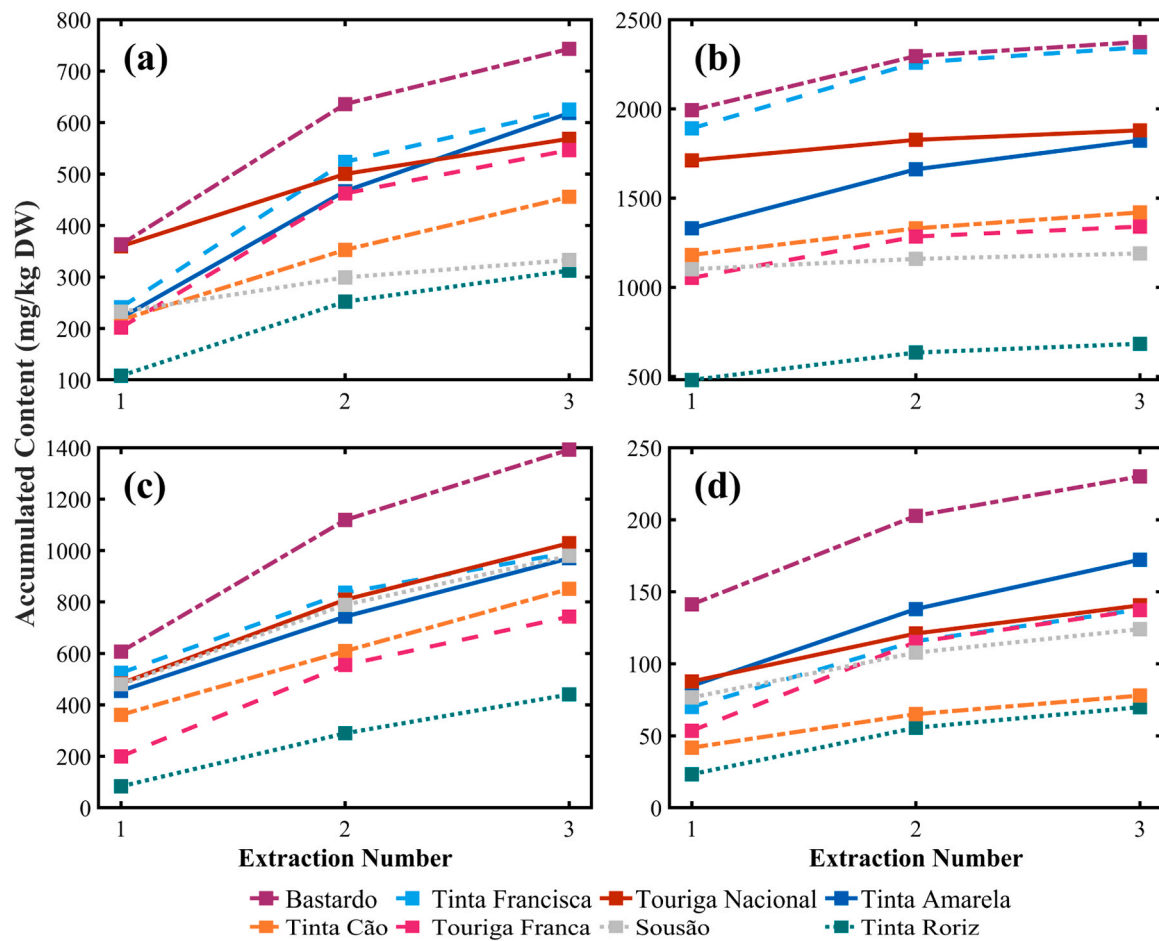 Accumulated Content (mg/kg DW)
(a)
800
700
600
500
400
300
200
100
1 2 3
(b)
2500
2000
1500
1000
500
1 2 3
(c)
1400
1200
1000
800
600
400
200
0
1 2 3
Extraction Number
(d)
250
200
150
100
50
0
1 2 3
Extraction Number
Bastardo Tinta Francisca Touriga Nacional Tinta Amarela
Tinta Cão Touriga Franca Sousão Tinta Roriz